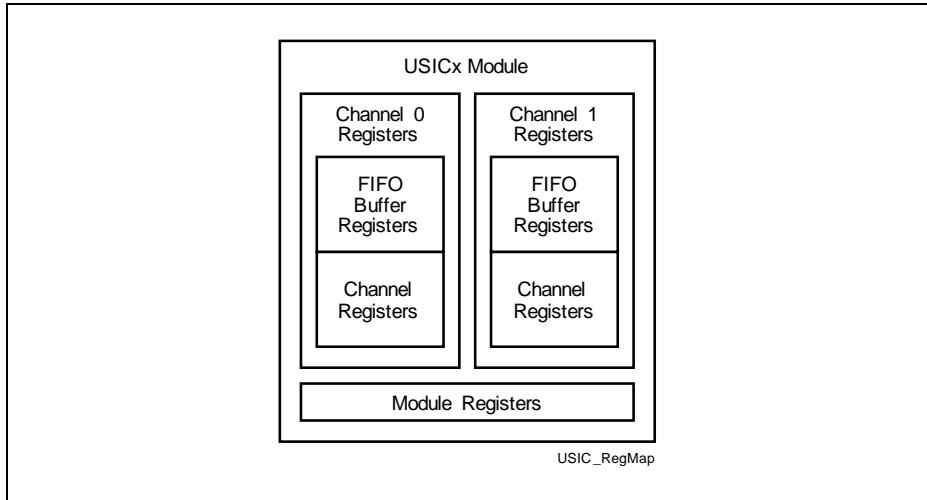 USICx Module
Channel 0
Registers
FIFO
Buffer
Registers
Channel
Registers
Channel 1
Registers
FIFO
Buffer
Registers
Channel
Registers
Module Registers
USIC_RegMap